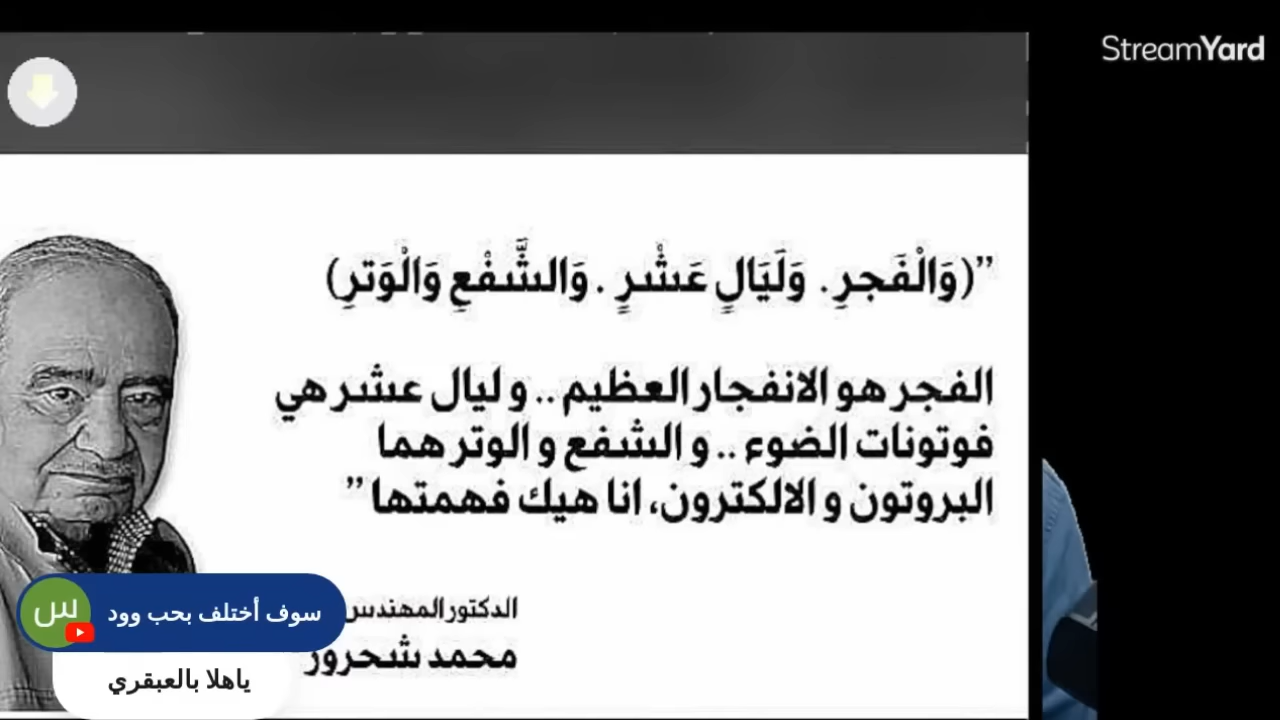 StreamYard
”(وَالْفَجرِ. وَلَيَالٍ عَشْرٍ . وَالشَّفْعِ وَالْوَترِ)
الفجر هو الانفجار العظيم .. و ليال عشر هي
فوتونات الضوء .. و الشفع و الوتر هما
البروتون و الالكترون، انا هيك فهمتها ”
الدكتور المهندس
محمد شحرور
س
سوف أختلف بحب وود
ياهلا بالعبقري